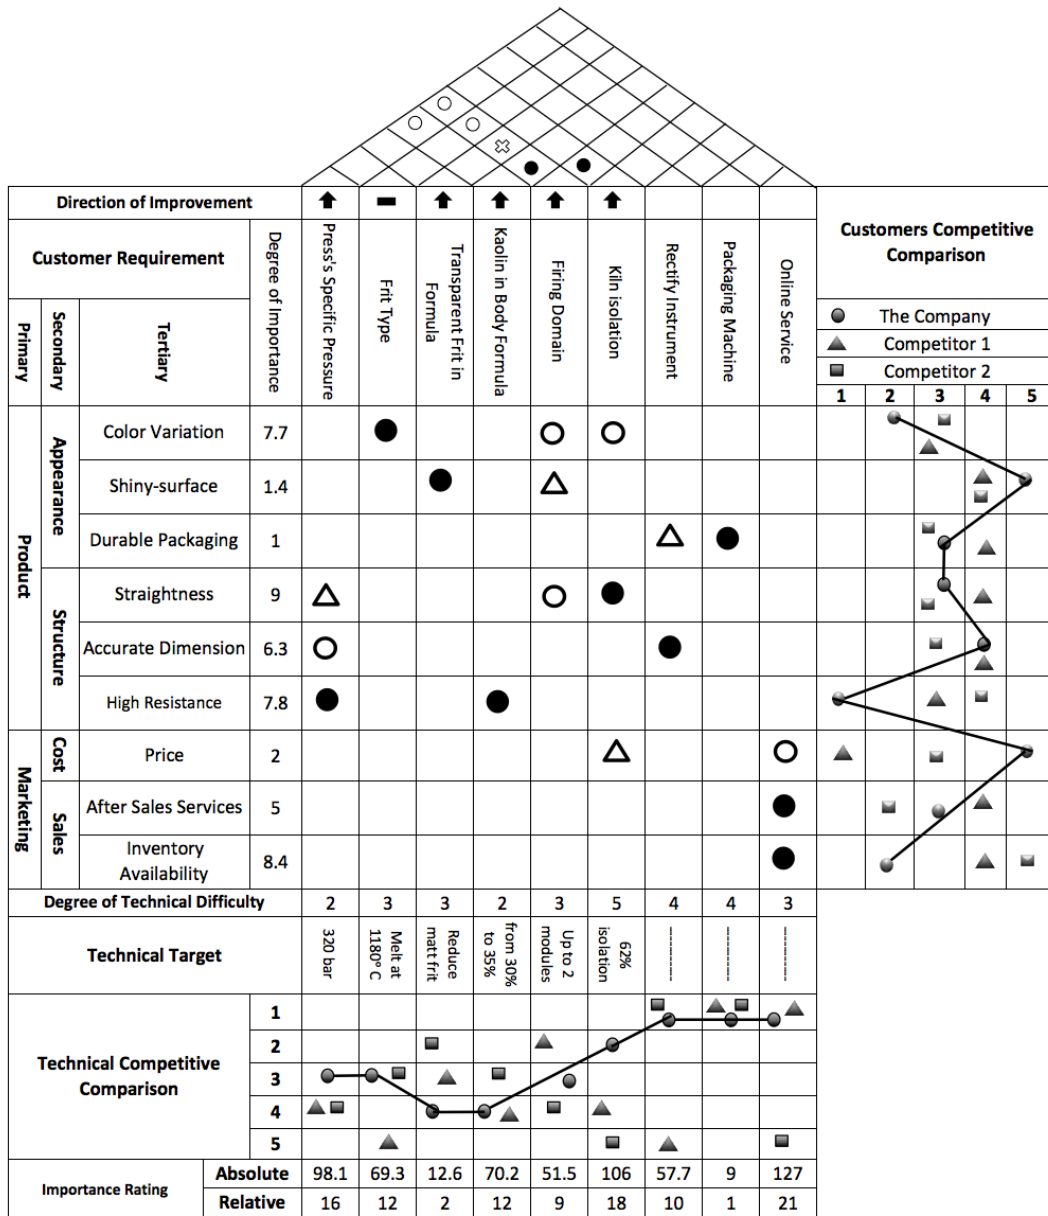 Direction of Improvement
Customer Requirement
Degree of Importance
Press's Specific Pressure
Frit Type
Transparent Frit in
Formula
Kaolin in Body Formula
Firing Domain
Kiln isolation
Rectify Instrument
Packaging Machine
Online Service
Customers Competitive
Comparison
The Company
Competitor 1
Competitor 2
1 2 3 4 5
Primary
Secondary
Tertiary
Product
Appearance
Color Variation 7.7
Shiny-surface 1.4
Durable Packaging 1
Structure
Straightness 9
Accurate Dimension 6.3
High Resistance 7.8
Marketing
Cost
Price 2
Sales
After Sales Services 5
Inventory
Availability 8.4
Degree of Technical Difficulty 2 3 3 2 3 5 4 4 3
Technical Target
320 bar
Melt at
1180° C
Reduce
matt frit
from 30%
to 35%
Up to 2
modules
62%
isolation
Technical Competitive
Comparison
1
2
3
4
5
Importance Rating
Absolute 98.1 69.3 12.6 70.2 51.5 106 57.7 9 127
Relative 16 12 2 12 9 18 10 1 21